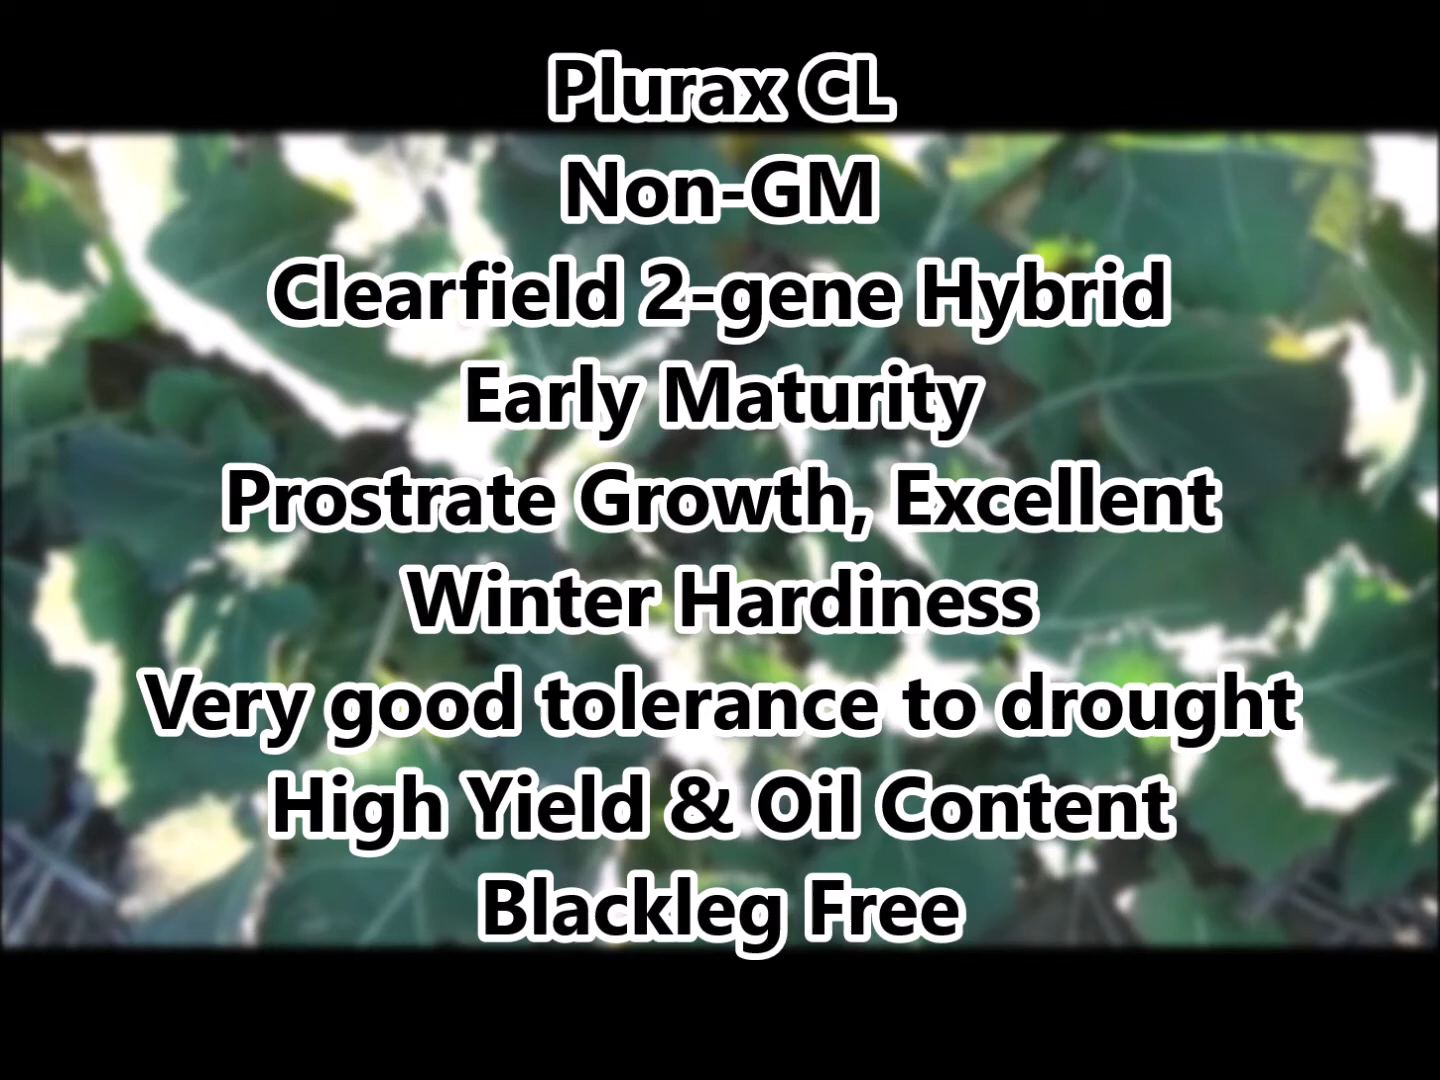 Plurax CL
Non-GM
Clearfield 2-gene Hybrid
Early Maturity
Prostrate Growth, Excellent
Winter Hardiness
Very good tolerance to drought
High Yield & Oil Content
Blackleg Free